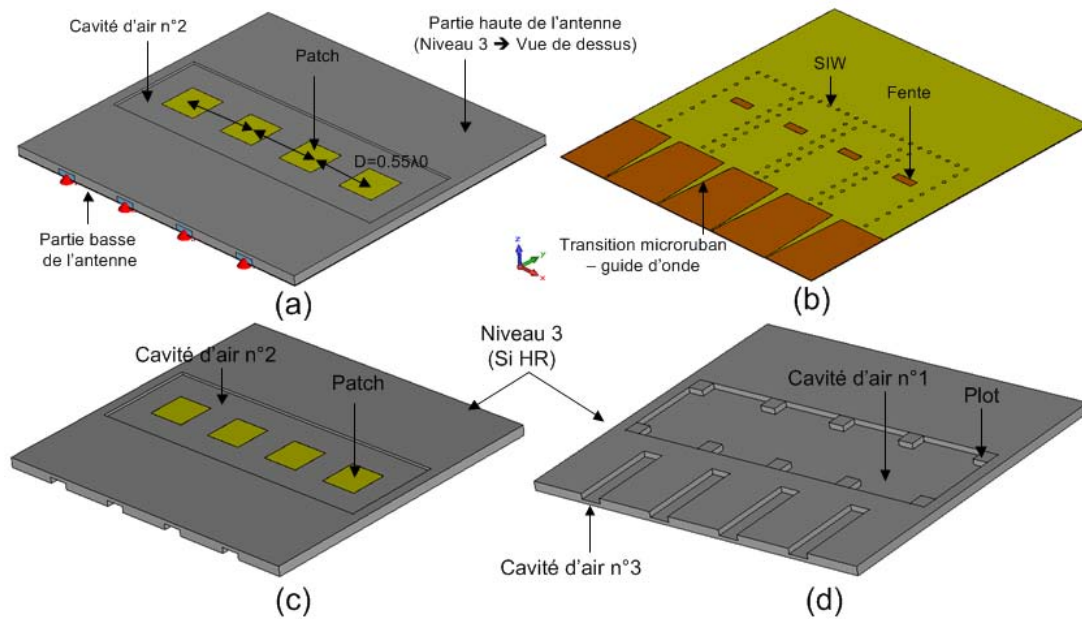 Cavité d'air n°2
Patch
Partie haute de l'antenne
(Niveau 3 ➔ Vue de dessus)
D=0.55λ0
Partie basse
de l'antenne
(a)
SIW
Fente
Transition microruban
– guide d'onde
z
y
x
(b)
Cavité d'air n°2
Patch
Niveau 3
(Si HR)
(c)
Cavité d'air n°1
Plot
Cavité d'air n°3
(d)